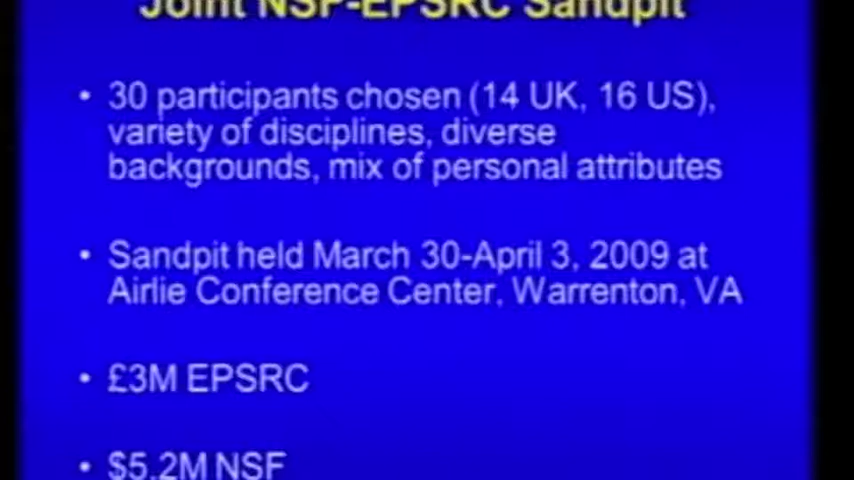 Joint NSF-EPSRC Sandpit
• 30 participants chosen (14 UK, 16 US),
variety of disciplines, diverse
backgrounds, mix of personal attributes
• Sandpit held March 30-April 3, 2009 at
Airlie Conference Center, Warrenton, VA
• £3M EPSRC
• $5.2M NSF